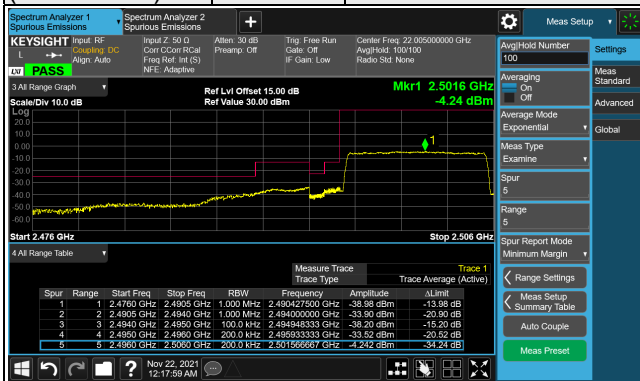 Spectrum Analyzer 1
Spurious Emissions
Spectrum Analyzer 2
Spurious Emissions
Meas Setup
KEYSIGHT
L
LXI PASS
Input: RF
Coupling: DC
Align: Auto
Input Z: 50 Ω
Corr CCorr RCal
Freq Ref: Int (S)
NFE: Adaptive
Atten: 30 dB
Preamp: Off
Trig: Free Run
Gate: Off
IF Gain: Low
Center Freq: 22.005000000 GHz
Avg|Hold: 100/100
Radio Std: None
3 All Range Graph
Scale/Div 10.0 dB
Ref Lvl Offset 15.00 dB
Ref Value 30.00 dBm
Mkr1 2.5016 GHz
-4.24 dBm
Log
20.0
10.0
0.00
-10.0
-20.0
-30.0
-40.0
-50.0
-60.0
1
Start 2.476 GHz
Stop 2.506 GHz
4 All Range Table
Measure Trace Trace 1
Trace Type Trace Average (Active)
Spur Range Start Freq Stop Freq RBW Frequency Amplitude ΔLimit
1 1 2.4760 GHz 2.4905 GHz 1.000 MHz 2.490427500 GHz -38.98 dBm -13.98 dB
2 2 2.4905 GHz 2.4940 GHz 1.000 MHz 2.494000000 GHz -33.90 dBm -20.90 dB
3 3 2.4940 GHz 2.4950 GHz 100.0 kHz 2.494948333 GHz -38.20 dBm -15.20 dB
4 4 2.4950 GHz 2.4960 GHz 200.0 kHz 2.495933333 GHz -33.52 dBm -20.52 dB
5 5 2.4960 GHz 2.5060 GHz 200.0 kHz 2.501566667 GHz -4.242 dBm -34.24 dB
Nov 22, 2021
12:17:59 AM
Avg|Hold Number
100
Averaging
On
Off
Average Mode
Exponential
Meas Type
Examine
Spur
5
Range
5
Spur Report Mode
Minimum Margin
Range Settings
Meas Setup
Summary Table
Auto Couple
Meas Preset
Settings
Meas
Standard
Advanced
Global